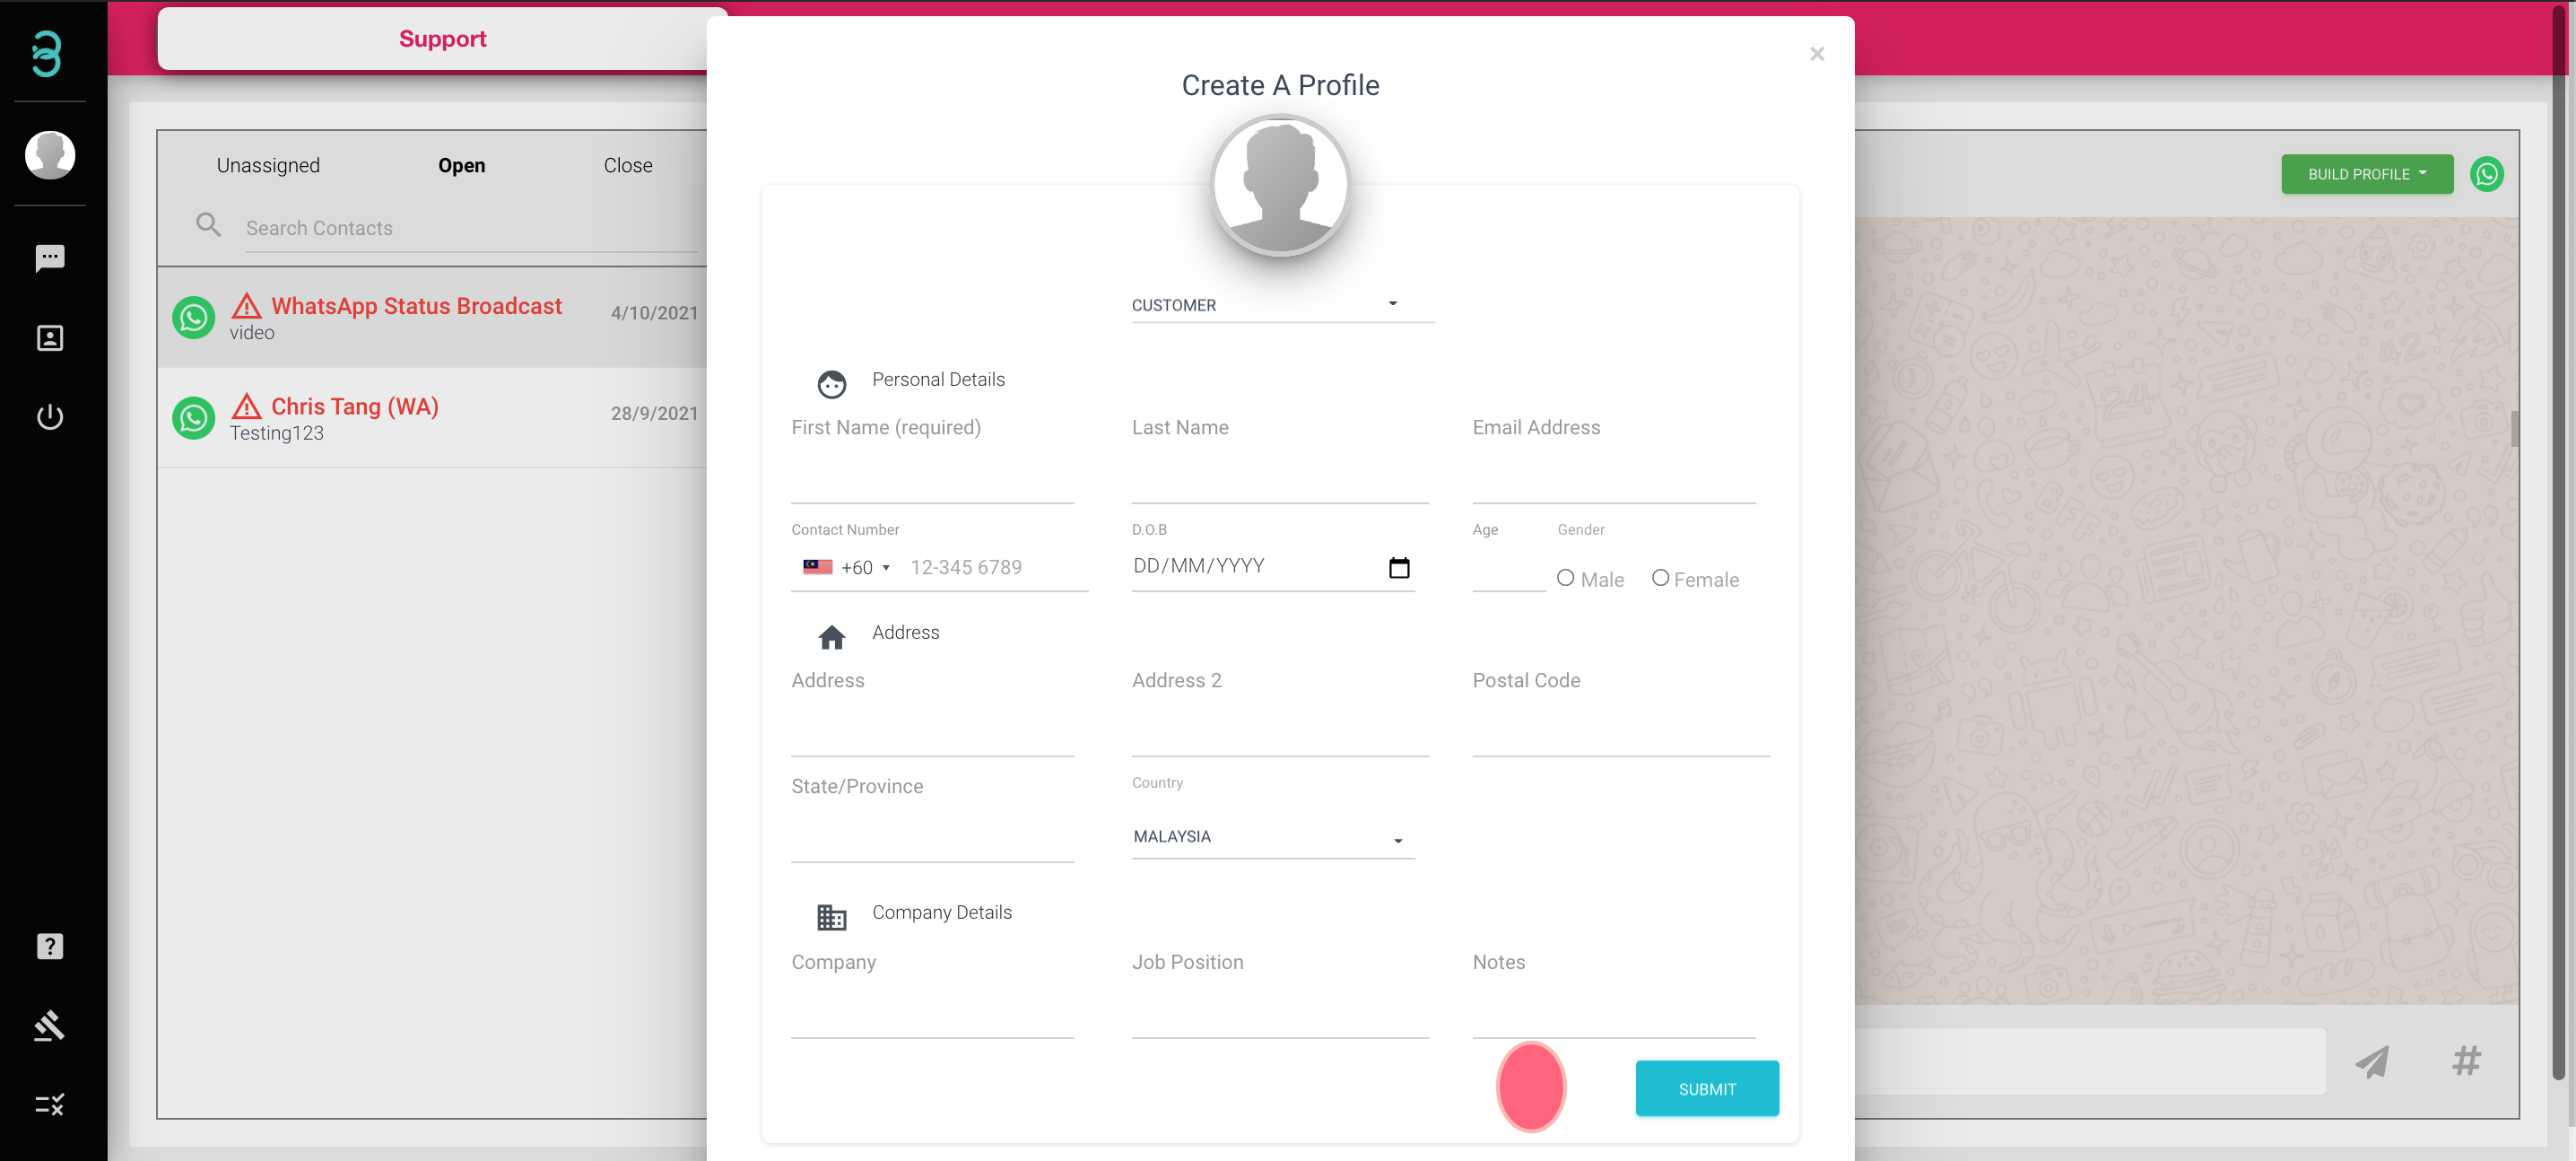 Support
Unassigned Open Close
Search Contacts
WhatsApp Status Broadcast 4/10/2021
video
Chris Tang (WA) 28/9/2021
Testing123
×
Create A Profile
BUILD PROFILE
CUSTOMER
Personal Details
First Name (required) Last Name Email Address
Contact Number D.O.B Age Gender
+60 12-345 6789 DD/MM/YYYY Male Female
Address
Address Address 2 Postal Code
State/Province Country
MALAYSIA
Company Details
Company Job Position Notes
SUBMIT
#